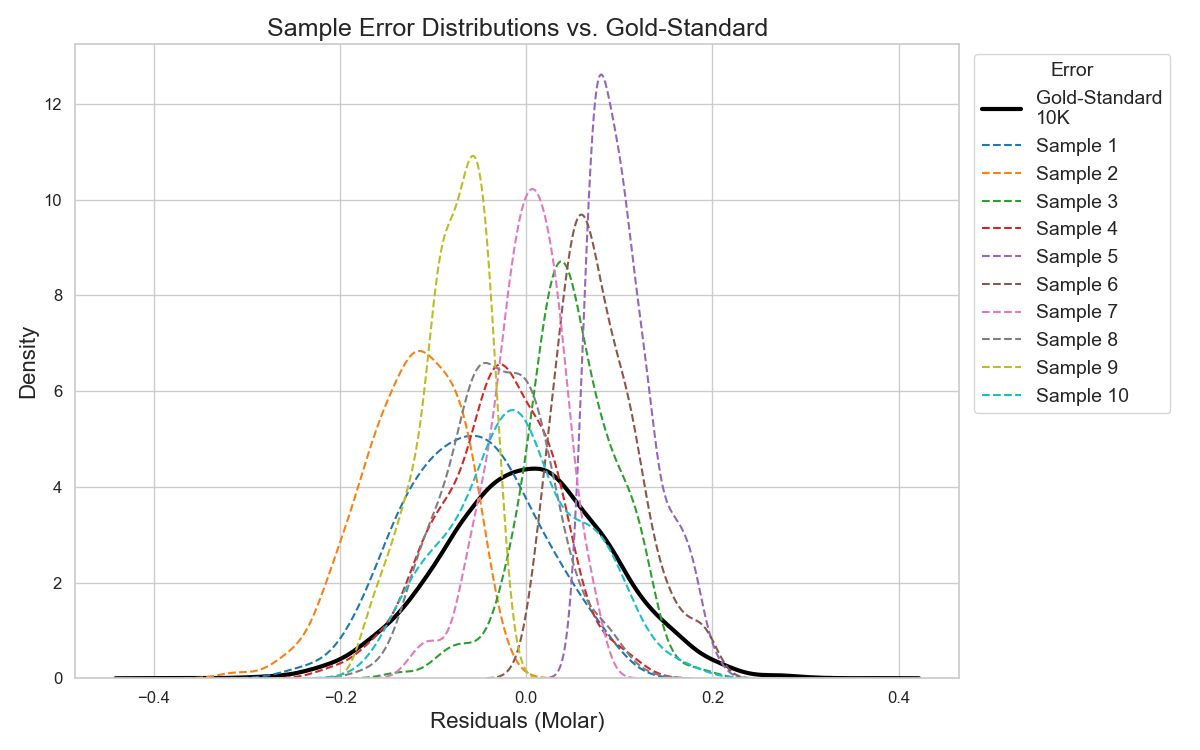 Sample Error Distributions vs. Gold-Standard
Density
12
10
8
6
4
2
0
−0.4
−0.2
0.0
0.2
0.4
Residuals (Molar)
Error
Gold-Standard
10K
Sample 1
Sample 2
Sample 3
Sample 4
Sample 5
Sample 6
Sample 7
Sample 8
Sample 9
Sample 10